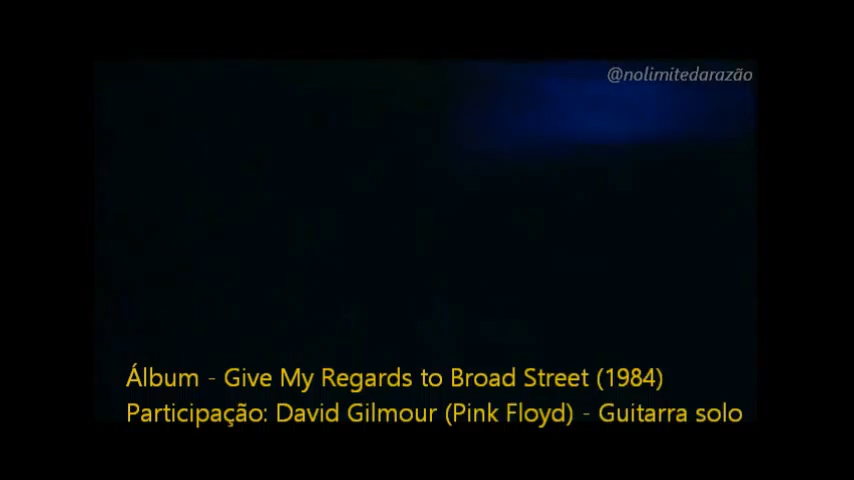 @nolimitedarazão
Álbum - Give My Regards to Broad Street (1984)
Participação: David Gilmour (Pink Floyd) - Guitarra solo